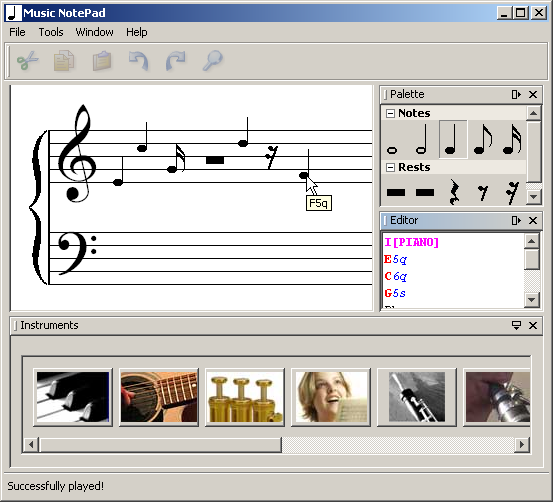 Music NotePad
File Tools Window Help
Palette
Notes
Rests
F5q
Editor
I[PIANO]
E5q
C6q
G5s
Instruments
Successfully played!